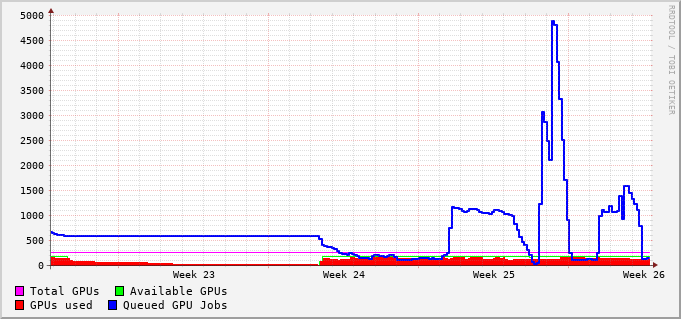 5000
4500
4000
3500
3000
2500
2000
1500
1000
500
0
Week 23 Week 24 Week 25 Week 26
Total GPUs Available GPUs
GPUs used Queued GPU Jobs
RRDTOOL / TOBI OETIKER